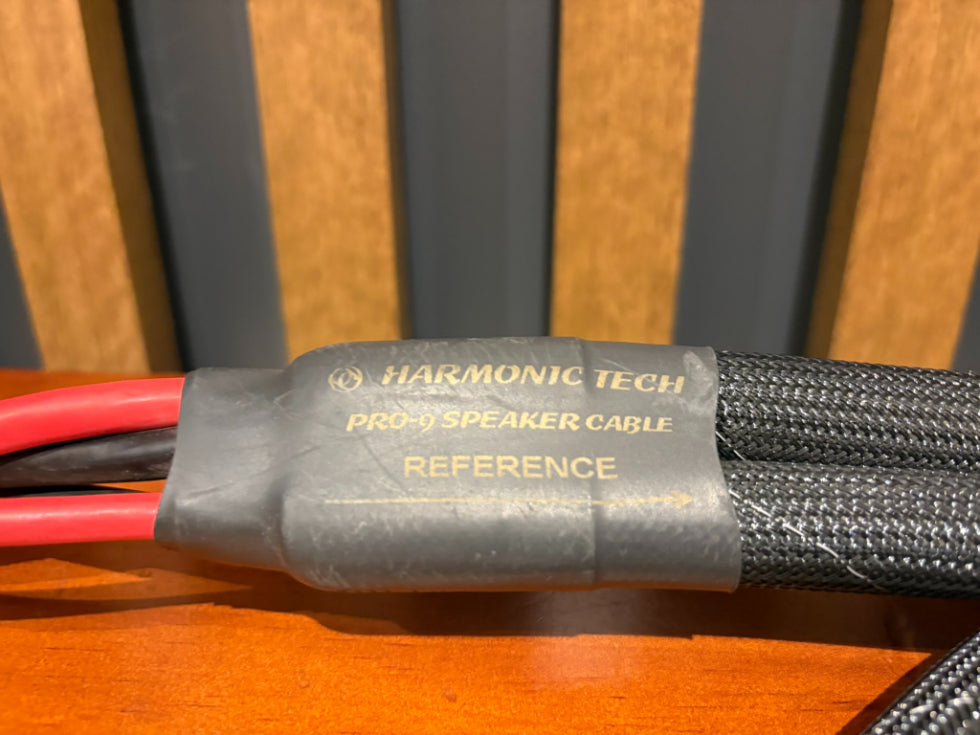 HARMONIC TECH
PRO-9 SPEAKER CABLE
REFERENCE